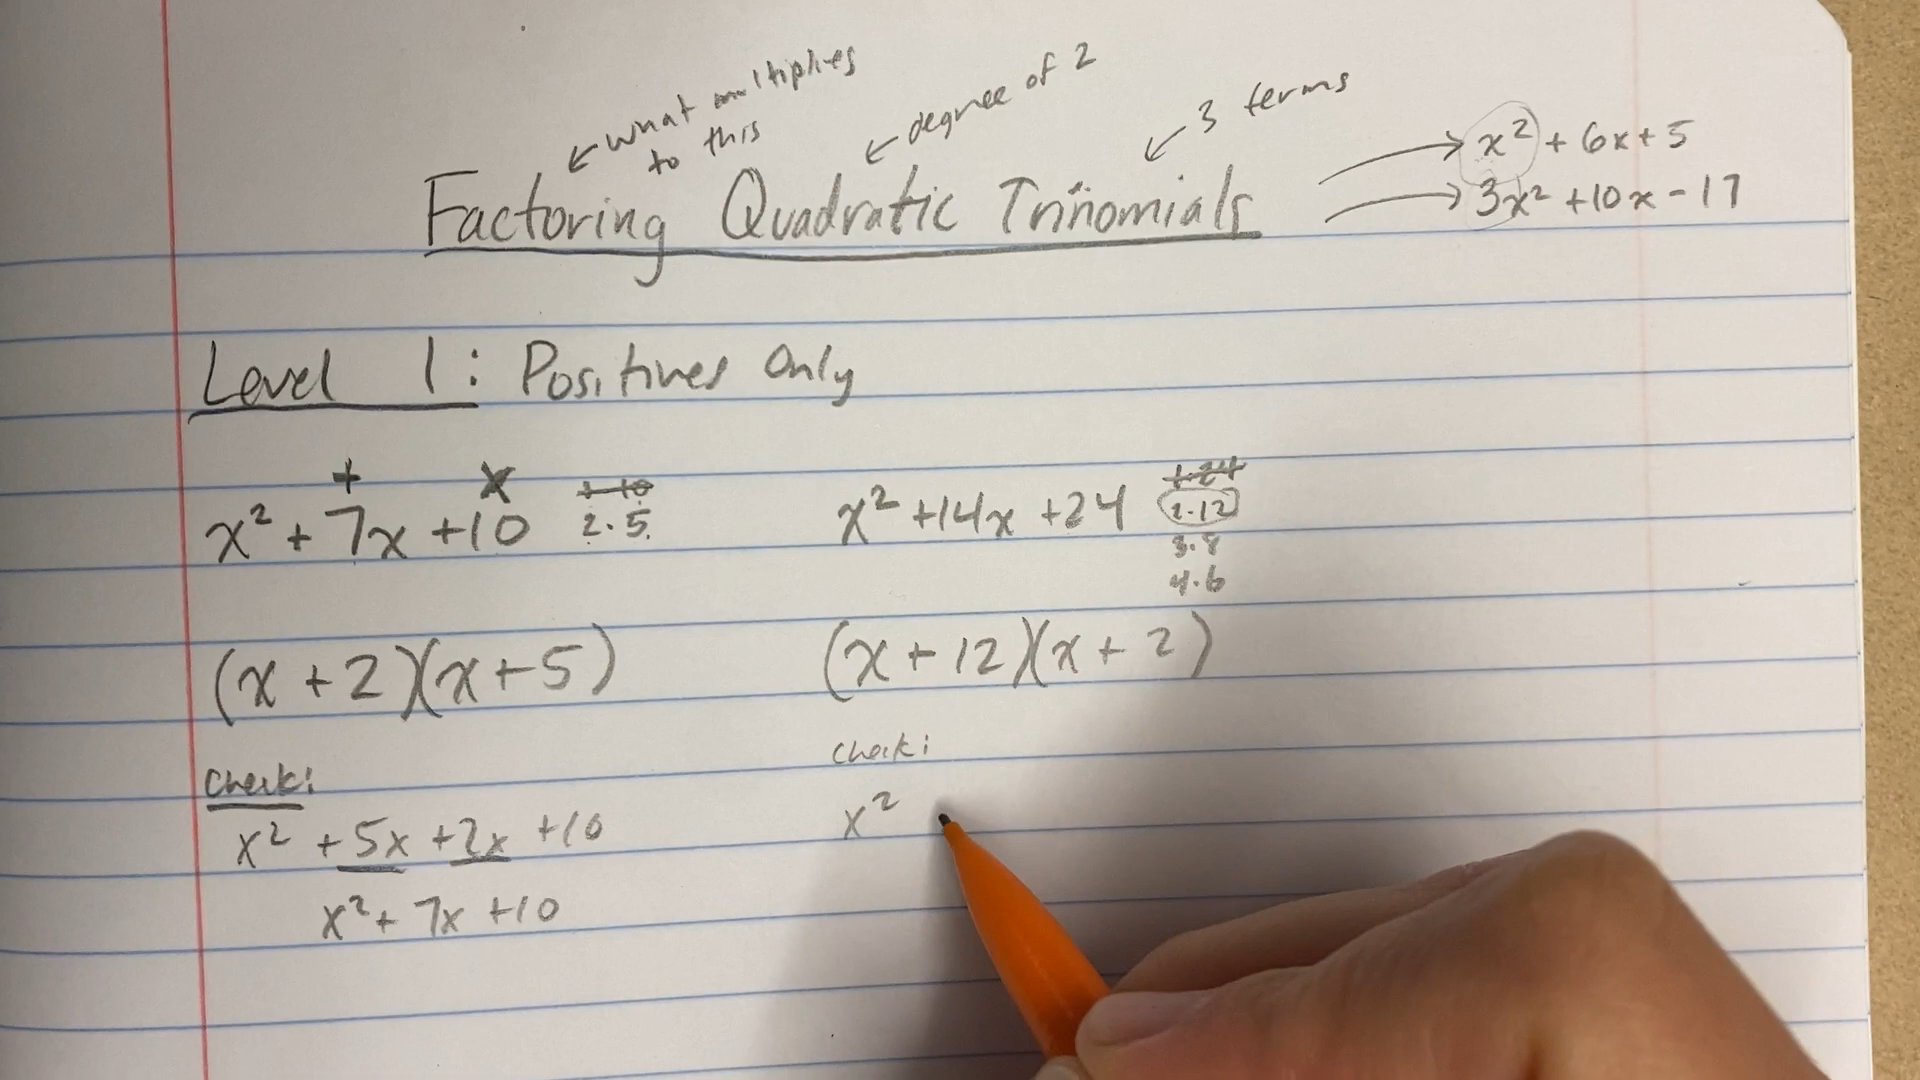 what multiplies
to this
degree of 2
3 terms
x² + 6x + 5
3x² + 10x - 17
Factoring Quadratic Trinomials
Level 1: Positives Only
+ x
x² + 7x + 10
1·10
2·5
(x + 2)(x + 5)
Check:
x² + 5x + 2x + 10
x² + 7x + 10
x² + 14x + 24
1·24
2·12
3·8
4·6
(x + 12)(x + 2)
Check:
x²